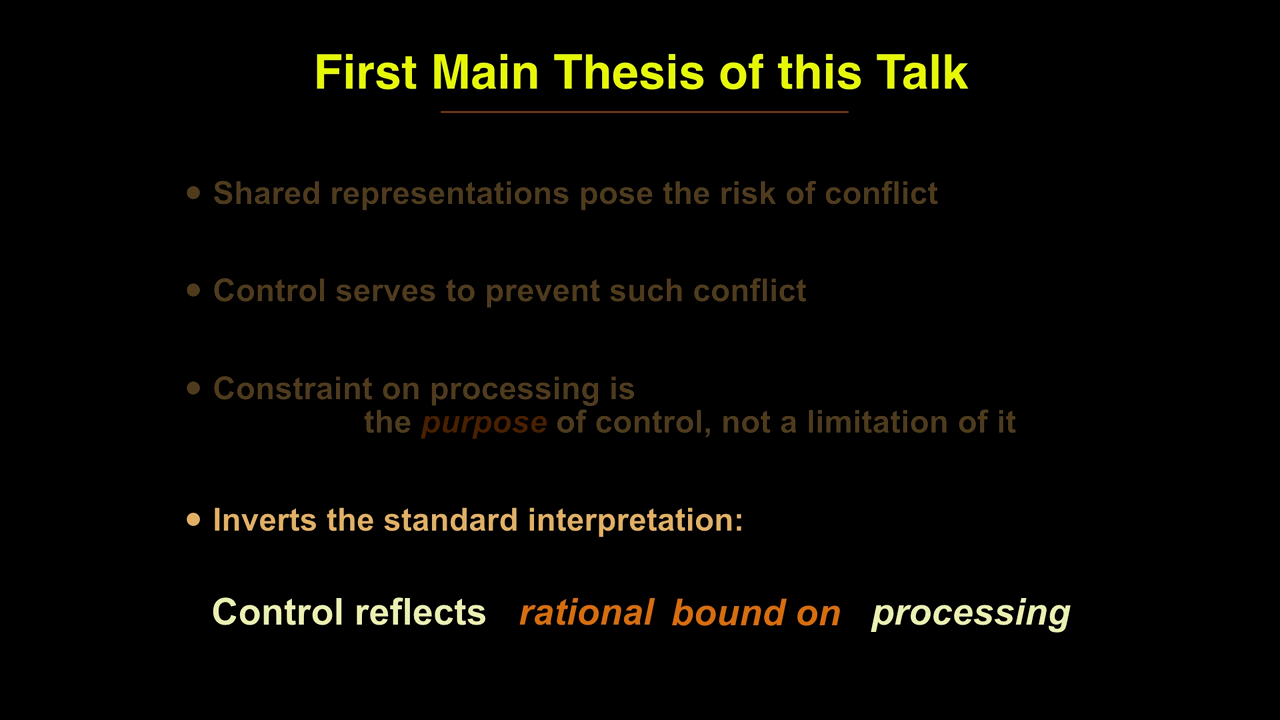 First Main Thesis of this Talk
• Shared representations pose the risk of conflict
• Control serves to prevent such conflict
• Constraint on processing is
the purpose of control, not a limitation of it
• Inverts the standard interpretation:
Control reflects rational bound on processing